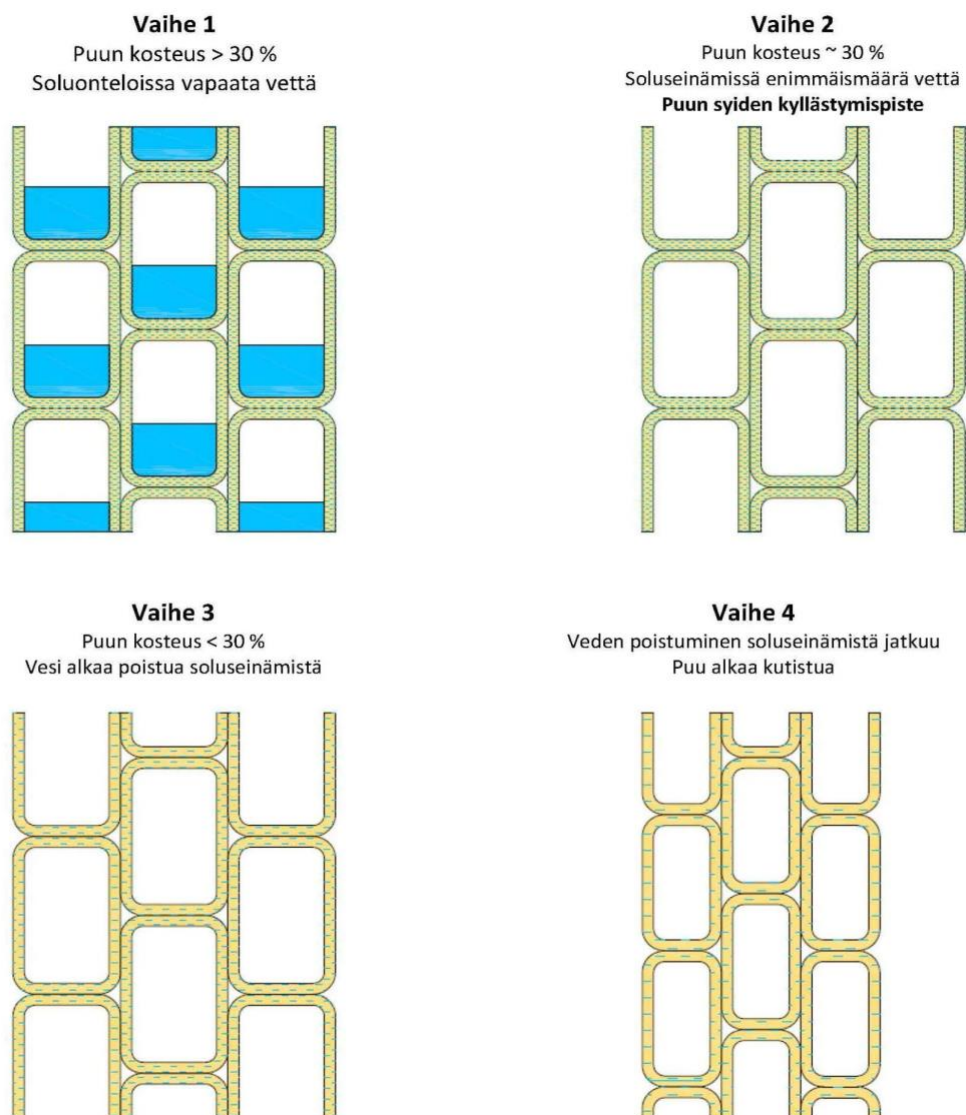 Vaihe 1
Puun kosteus > 30 %
Soluonteloissa vapaata vettä
Vaihe 2
Puun kosteus ~ 30 %
Soluseinämissä enimmäismäärä vettä
Puun syiden kyllästymispiste
Vaihe 3
Puun kosteus < 30 %
Vesi alkaa poistua soluseinämistä
Vaihe 4
Veden poistuminen soluseinämistä jatkuu
Puu alkaa kutistua